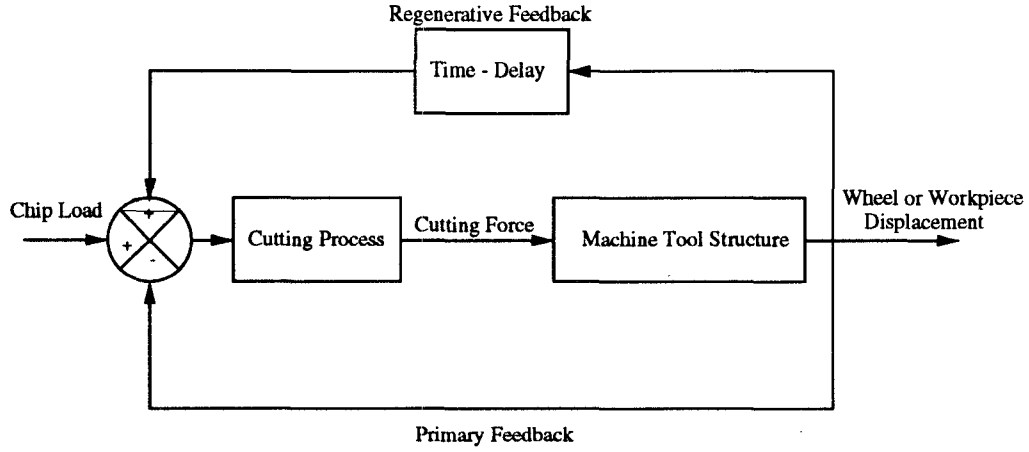 Regenerative Feedback
Time - Delay
Chip Load
+
+
-
Cutting Process
Cutting Force
Machine Tool Structure
Wheel or Workpiece
Displacement
Primary Feedback